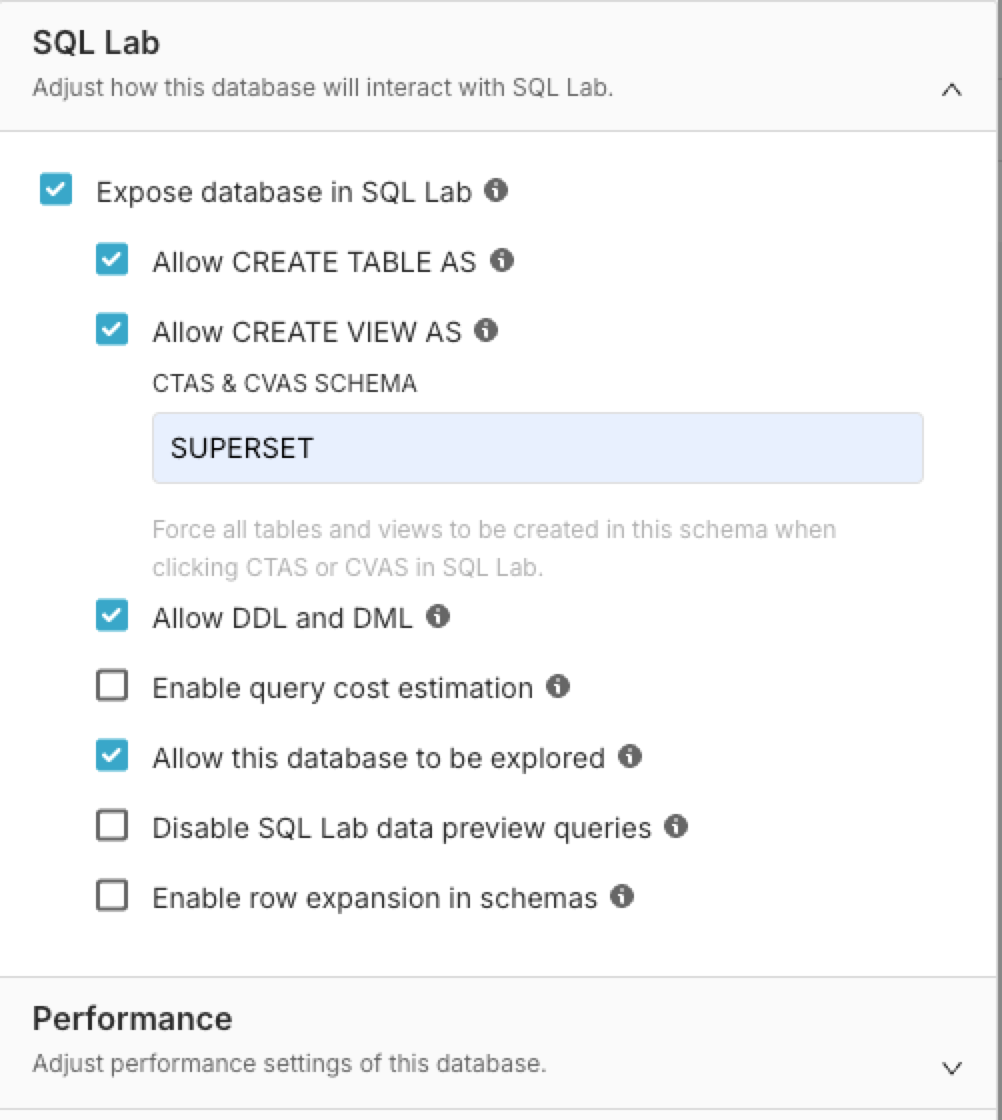 SQL Lab
Adjust how this database will interact with SQL Lab.
Expose database in SQL Lab
Allow CREATE TABLE AS
Allow CREATE VIEW AS
CTAS & CVAS SCHEMA
SUPERSET
Force all tables and views to be created in this schema when
clicking CTAS or CVAS in SQL Lab.
Allow DDL and DML
Enable query cost estimation
Allow this database to be explored
Disable SQL Lab data preview queries
Enable row expansion in schemas
Performance
Adjust performance settings of this database.